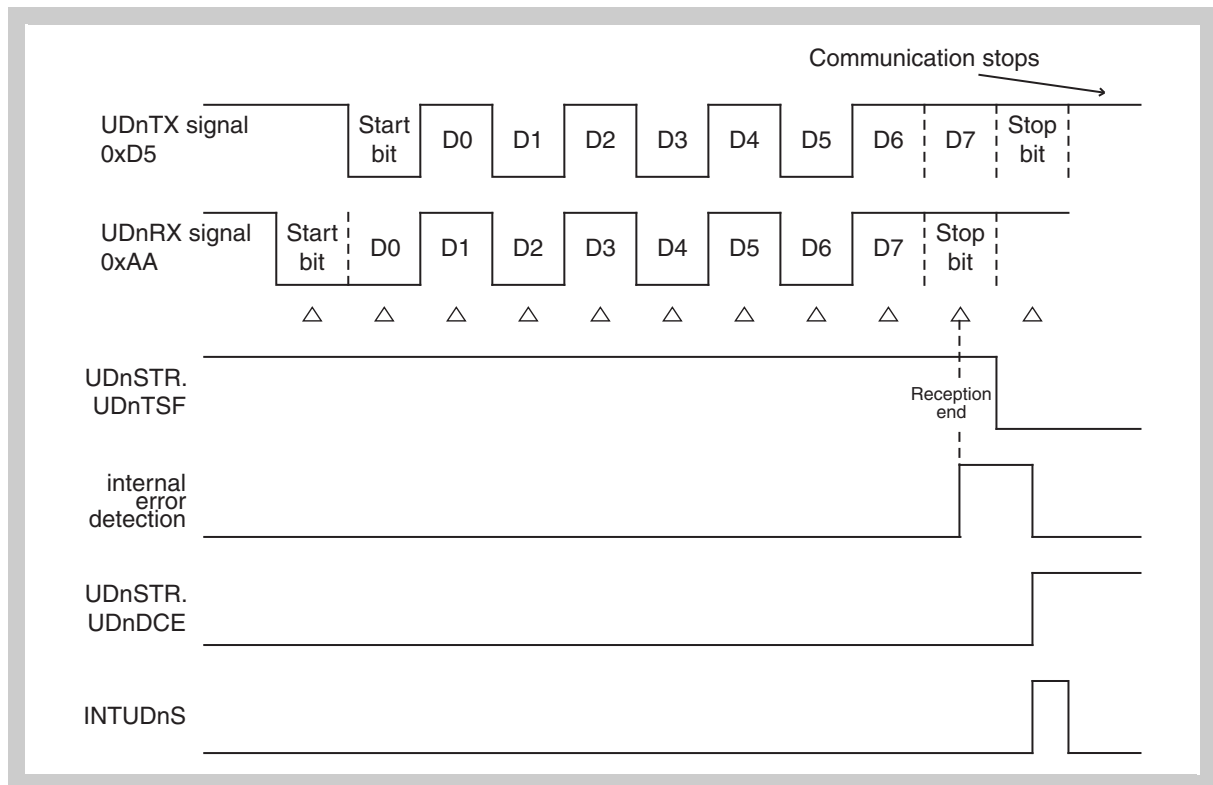 Communication stops
UDnTX signal
0xD5
Start bit D0 D1 D2 D3 D4 D5 D6 D7 Stop bit
UDnRX signal
0xAA
Start bit D0 D1 D2 D3 D4 D5 D6 D7 Stop bit
UDnSTR.
UDnTSF
Reception
end
internal
error
detection
UDnSTR.
UDnDCE
INTUDnS